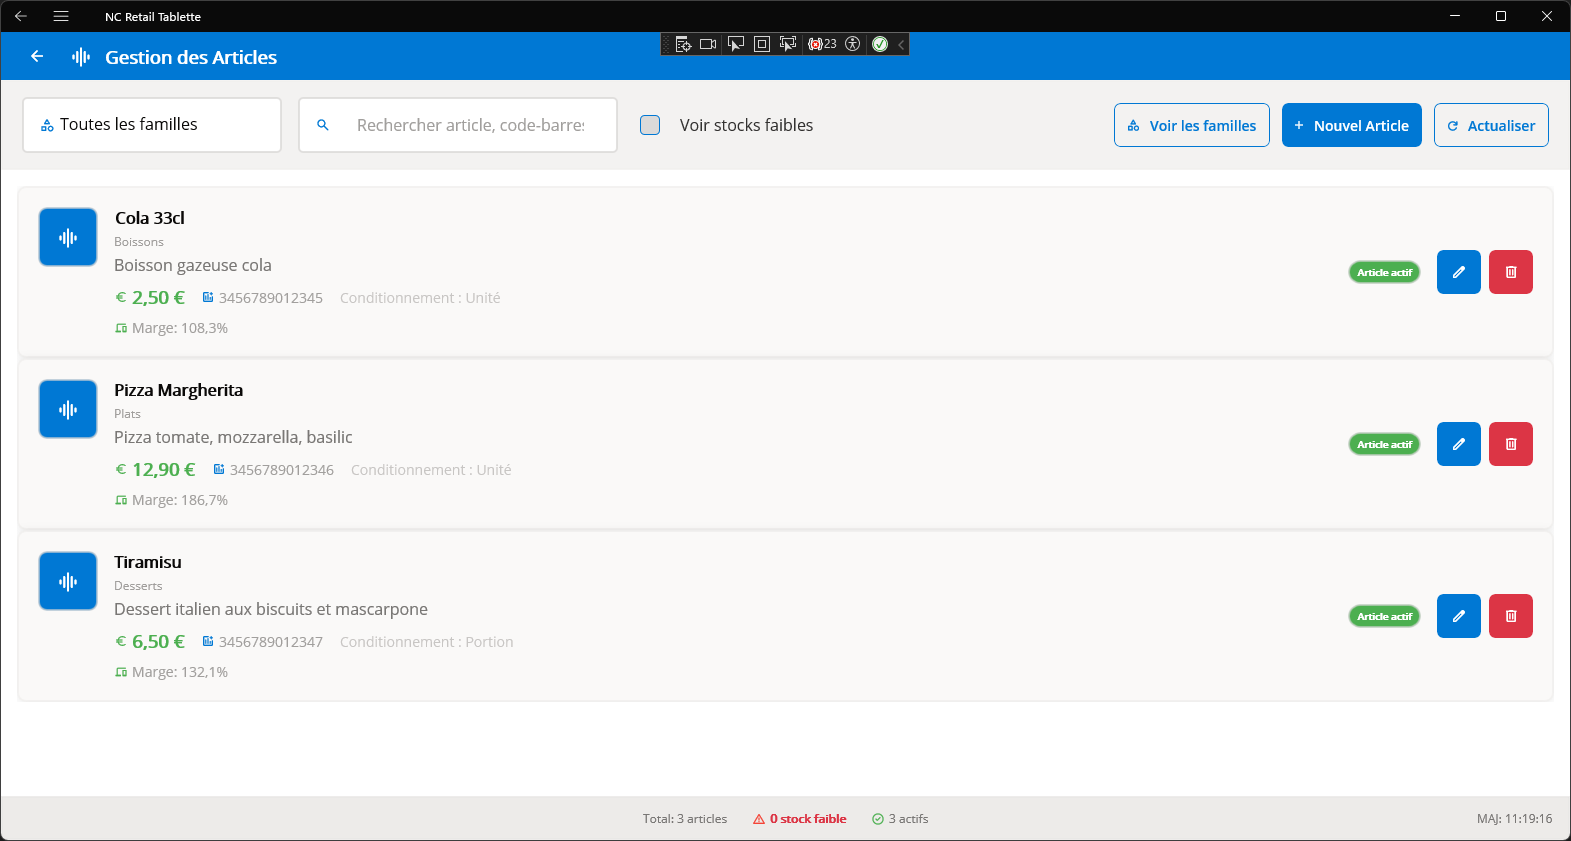 NC Retail Tablette
23
Gestion des Articles
Toutes les familles
Rechercher article, code-barres
Voir stocks faibles
Voir les familles
+ Nouvel Article
Actualiser
Cola 33cl
Boissons
Boisson gazeuse cola
€ 2,50 € 3456789012345 Conditionnement : Unité
Marge: 108,3%
Article actif
Pizza Margherita
Plats
Pizza tomate, mozzarella, basilic
€ 12,90 € 3456789012346 Conditionnement : Unité
Marge: 186,7%
Article actif
Tiramisu
Desserts
Dessert italien aux biscuits et mascarpone
€ 6,50 € 3456789012347 Conditionnement : Portion
Marge: 132,1%
Article actif
Total: 3 articles
0 stock faible
3 actifs
MAJ: 11:19:16